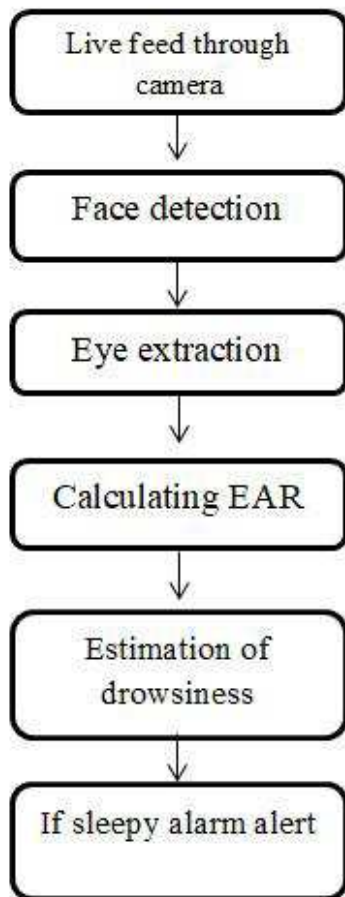 Live feed through
camera
Face detection
Eye extraction
Calculating EAR
Estimation of
drowsiness
If sleepy alarm alert